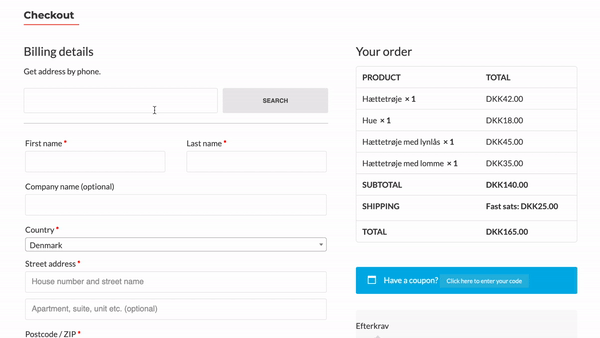 Checkout
Billing details
Get address by phone.
SEARCH
First name *
Last name *
Company name (optional)
Country *
Denmark
Street address *
House number and street name
Apartment, suite, unit etc. (optional)
Postcode / ZIP *
Your order
PRODUCT TOTAL
Hættetrøje × 1 DKK42.00
Hue × 1 DKK18.00
Hættetrøje med lynlås × 1 DKK45.00
Hættetrøje med lomme × 1 DKK35.00
SUBTOTAL DKK140.00
SHIPPING Fast sats: DKK25.00
TOTAL DKK165.00
Have a coupon? Click here to enter your code
Efterkrav